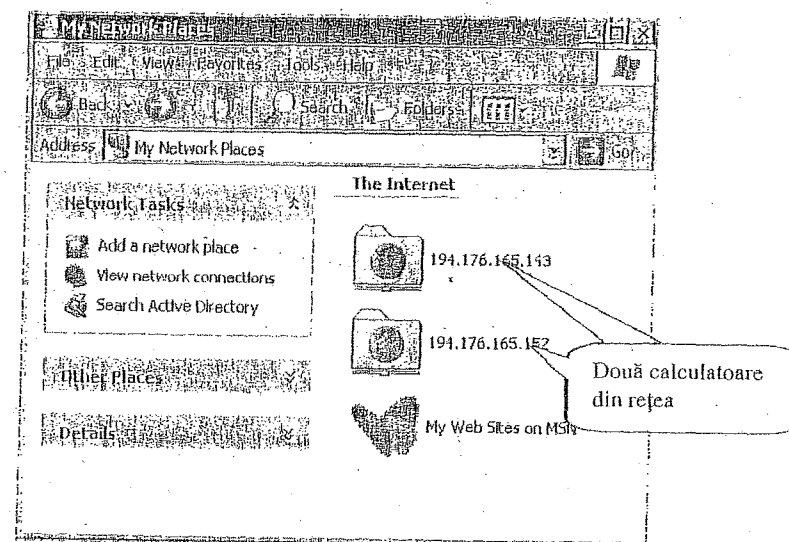 My Network Places
File Edit View Favorites Tools Help
Back Search Folders
Address My Network Places Go
Network Tasks
Add a network place
View network connections
Search Active Directory
Other Places
Details
The Internet
194.176.165.143
194.176.165.152
My Web Sites on MSN
Două calculatoare
din rețea